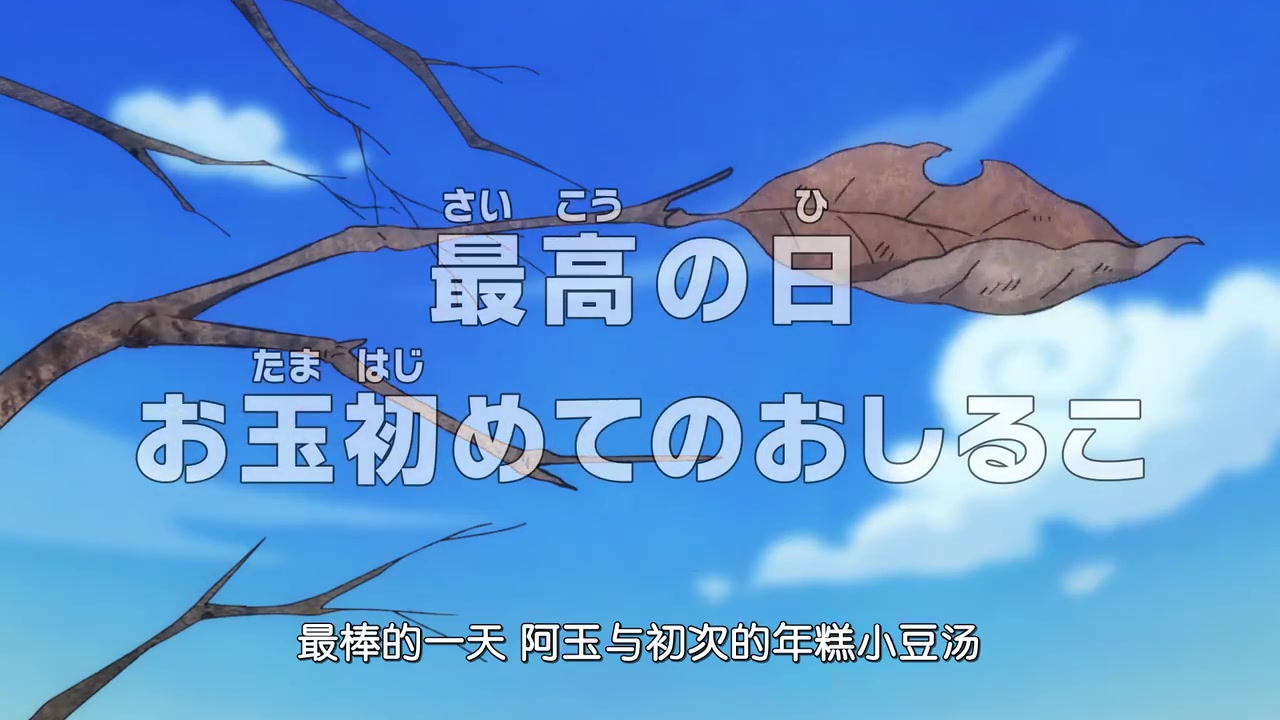 さい こう ひ
最高の日
たま はじ
お玉初めてのおしるこ
最棒的一天 阿玉与初次的年糕小豆汤